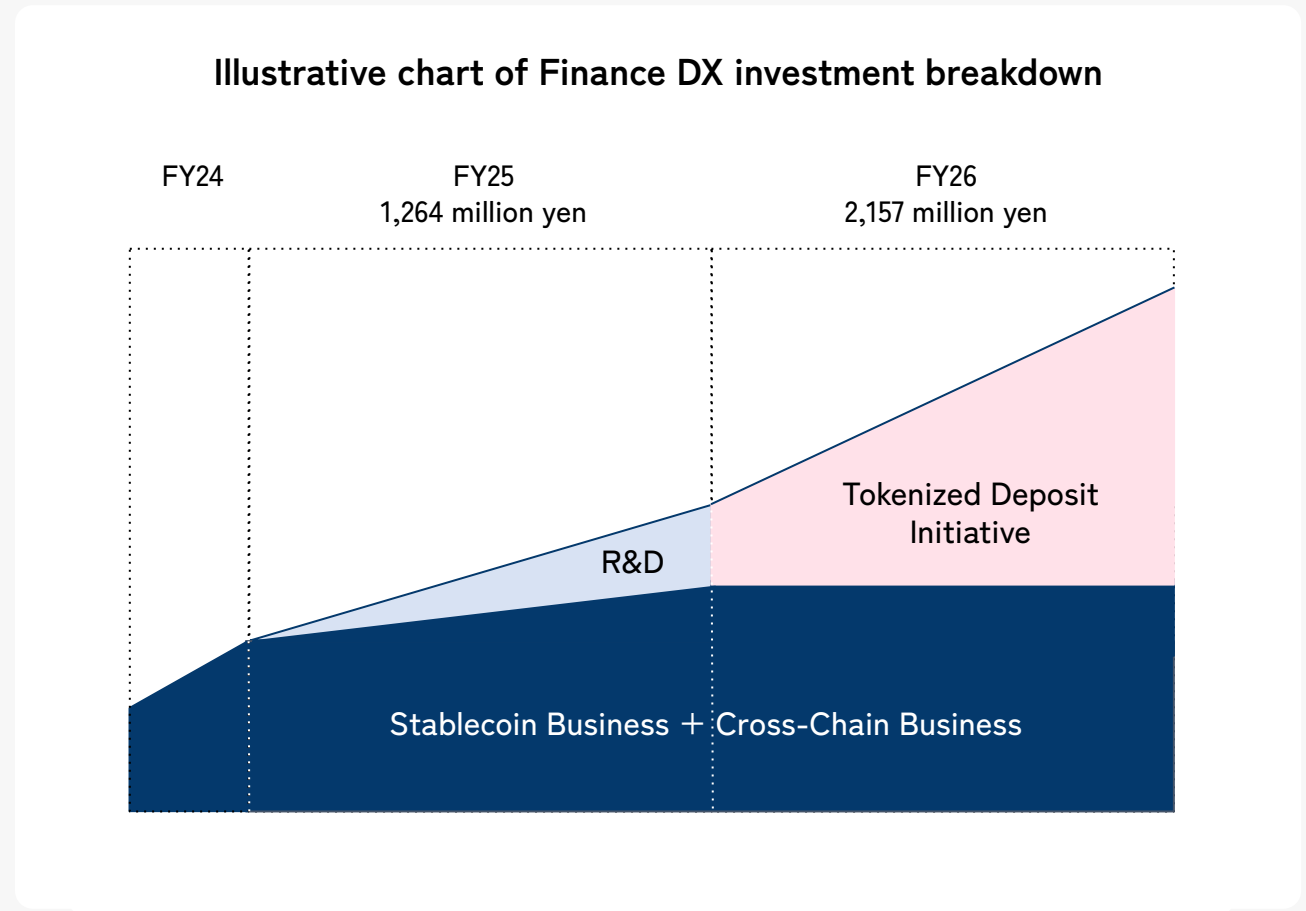 Illustrative chart of Finance DX investment breakdown
FY24
FY25
1,264 million yen
FY26
2,157 million yen
Tokenized Deposit
Initiative
R&D
Stablecoin Business + Cross-Chain Business